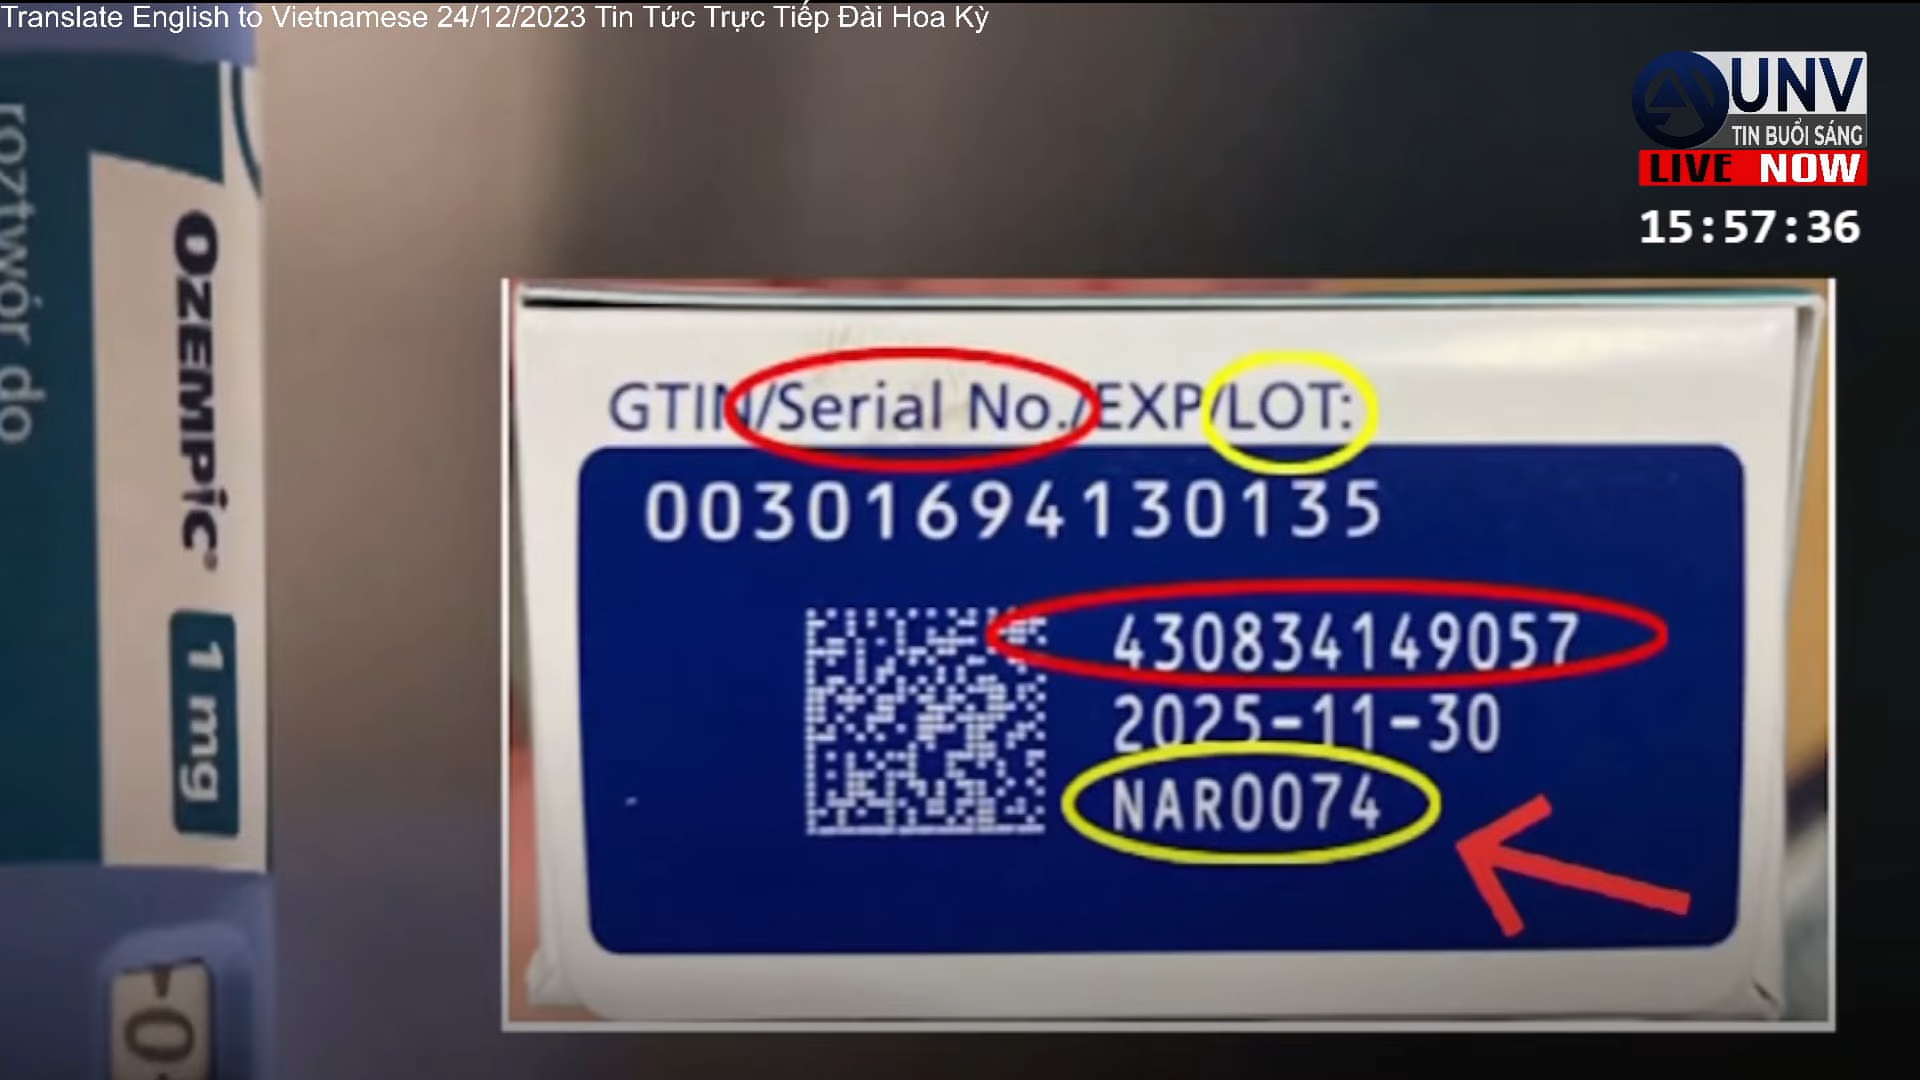 Translate English to Vietnamese 24/12/2023 Tin Tức Trực Tiếp Đài Hoa Kỳ
UNV
TIN BUỔI SÁNG
LIVE NOW
15:57:36
roztwór do
OZEMPIC®
1 mg
0
GTIN/Serial No./EXP/LOT:
00301694130135
430834149057
2025-11-30
NAR0074